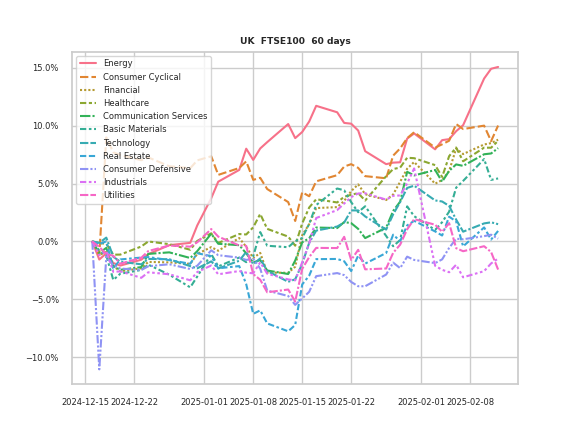 UK FTSE100 60 days
15.0%
10.0%
5.0%
0.0%
−5.0%
−10.0%
Energy
Consumer Cyclical
Financial
Healthcare
Communication Services
Basic Materials
Technology
Real Estate
Consumer Defensive
Industrials
Utilities
2024-12-15 2024-12-22 2025-01-01 2025-01-08 2025-01-15 2025-01-22 2025-02-01 2025-02-08